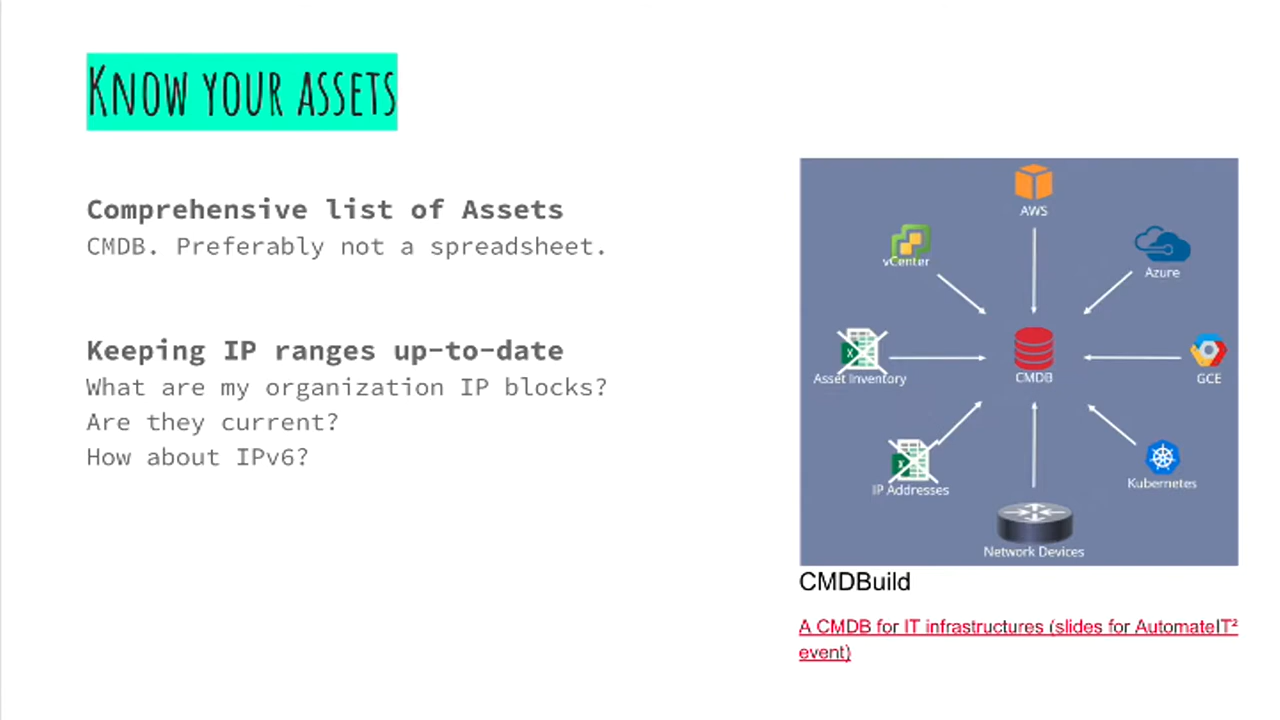 Know your assets
Comprehensive list of Assets
CMDB. Preferably not a spreadsheet.
Keeping IP ranges up-to-date
What are my organization IP blocks?
Are they current?
How about IPv6?
AWS
vCenter
Azure
Asset Inventory
CMDB
GCE
IP Addresses
Kubernetes
Network Devices
CMDBuild
A CMDB for IT infrastructures (slides for AutomateIT²
event)